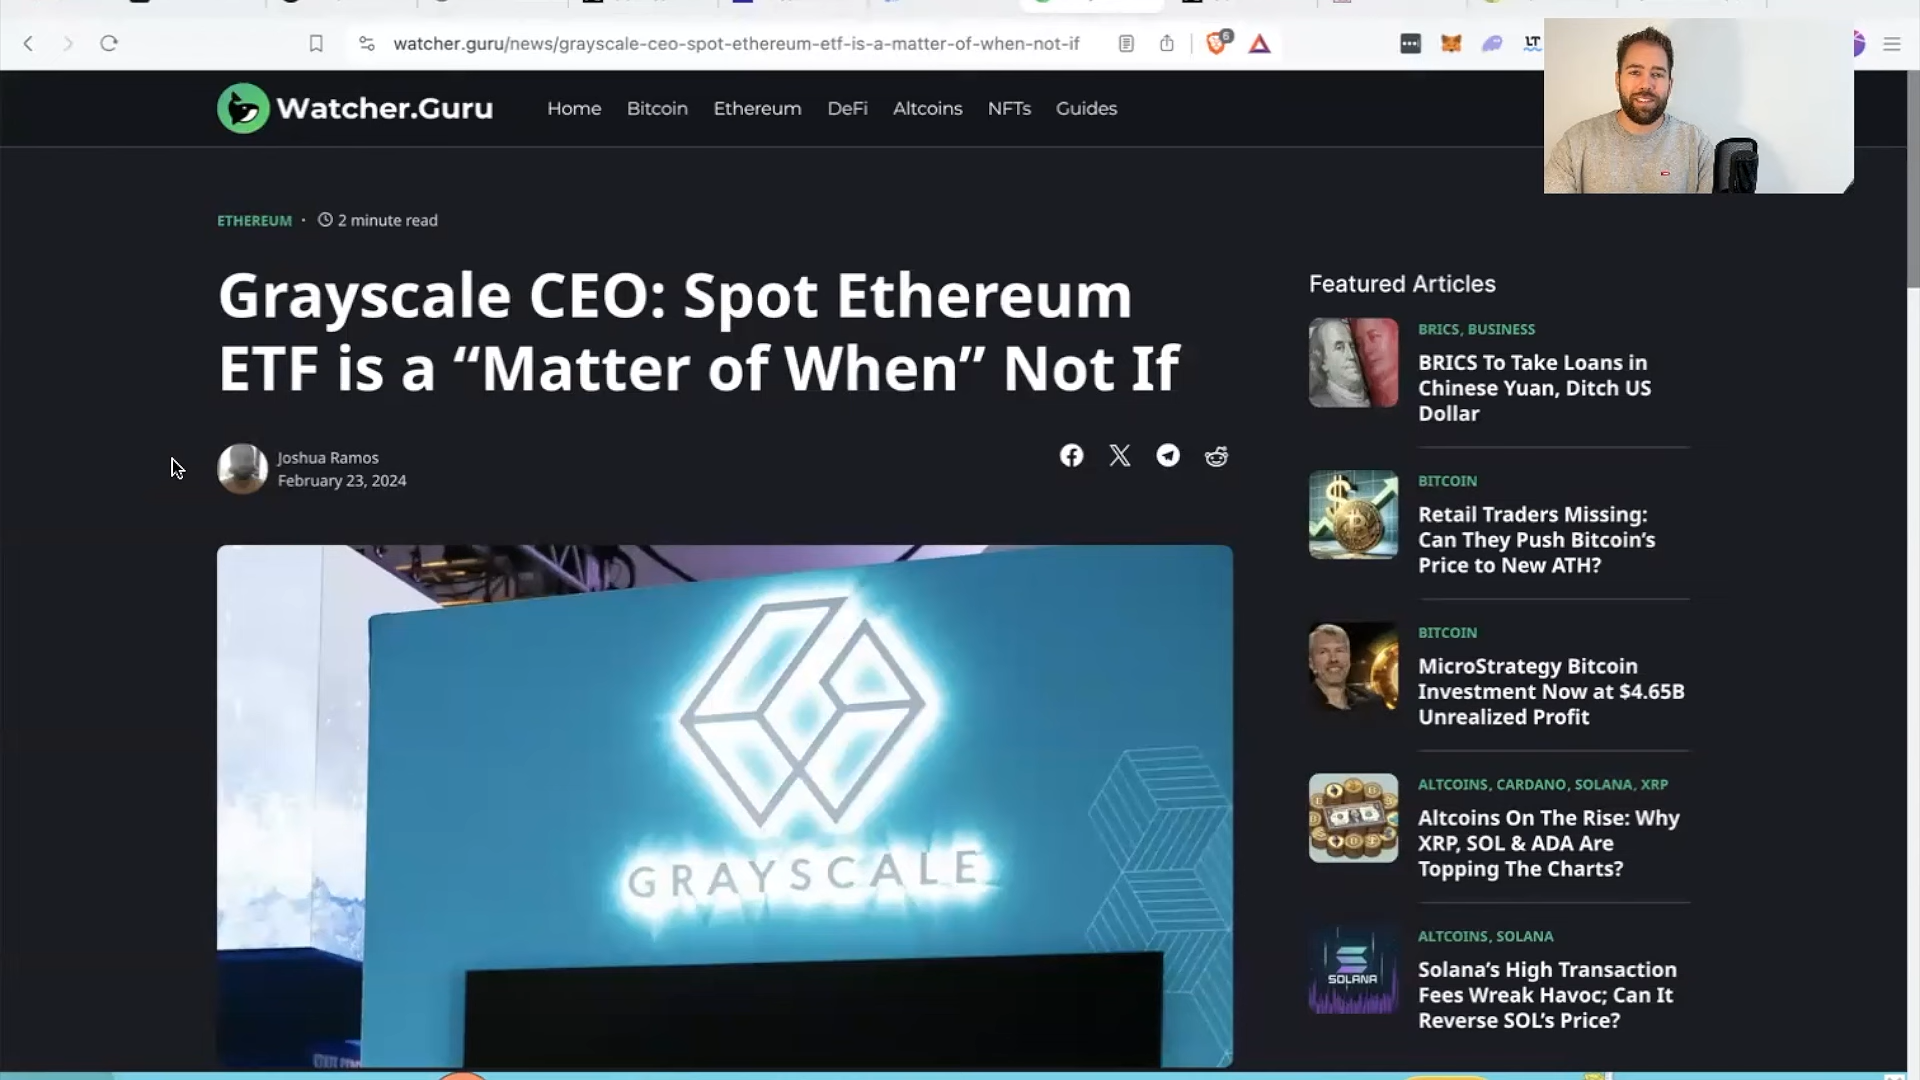 watcher.guru/news/grayscale-ceo-spot-ethereum-etf-is-a-matter-of-when-not-if
6
LT
Watcher.Guru
Home
Bitcoin
Ethereum
DeFi
Altcoins
NFTs
Guides
ETHEREUM · 2 minute read
Grayscale CEO: Spot Ethereum
ETF is a “Matter of When” Not If
Joshua Ramos
February 23, 2024
GRAYSCALE
Featured Articles
BRICS, BUSINESS
BRICS To Take Loans in
Chinese Yuan, Ditch US
Dollar
BITCOIN
Retail Traders Missing:
Can They Push Bitcoin’s
Price to New ATH?
BITCOIN
MicroStrategy Bitcoin
Investment Now at $4.65B
Unrealized Profit
ALTCOINS, CARDANO, SOLANA, XRP
Altcoins On The Rise: Why
XRP, SOL & ADA Are
Topping The Charts?
SOLANA
ALTCOINS, SOLANA
Solana’s High Transaction
Fees Wreak Havoc; Can It
Reverse SOL’s Price?